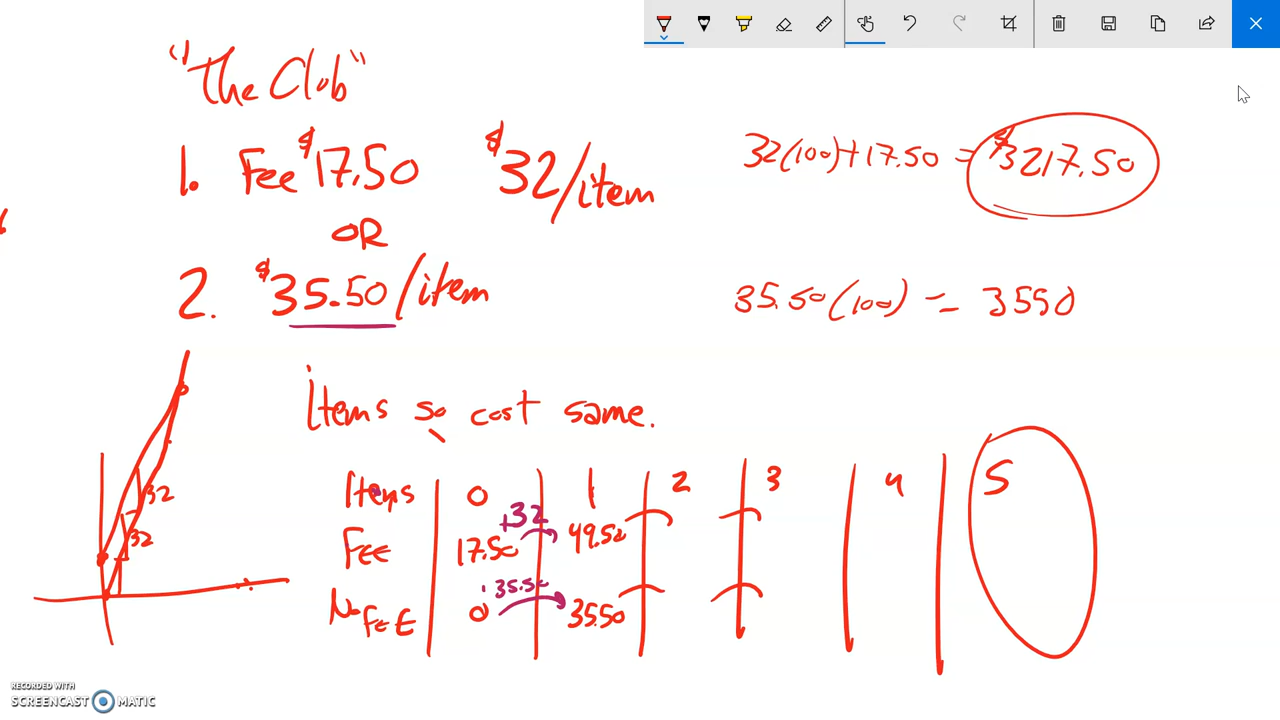 "The Clob"
1. Fee $17.50 $32/item
OR
2. $35.50/item
32(100)+17.50 = $3217.50
35.50(100) = 3550
Items so cost same.
Items 0 1 2 3 4 5
+32
Fee 17.50 49.50
35.50
No Fee 0 35.50
32
32
RECORDED WITH
SCREENCAST MATIC